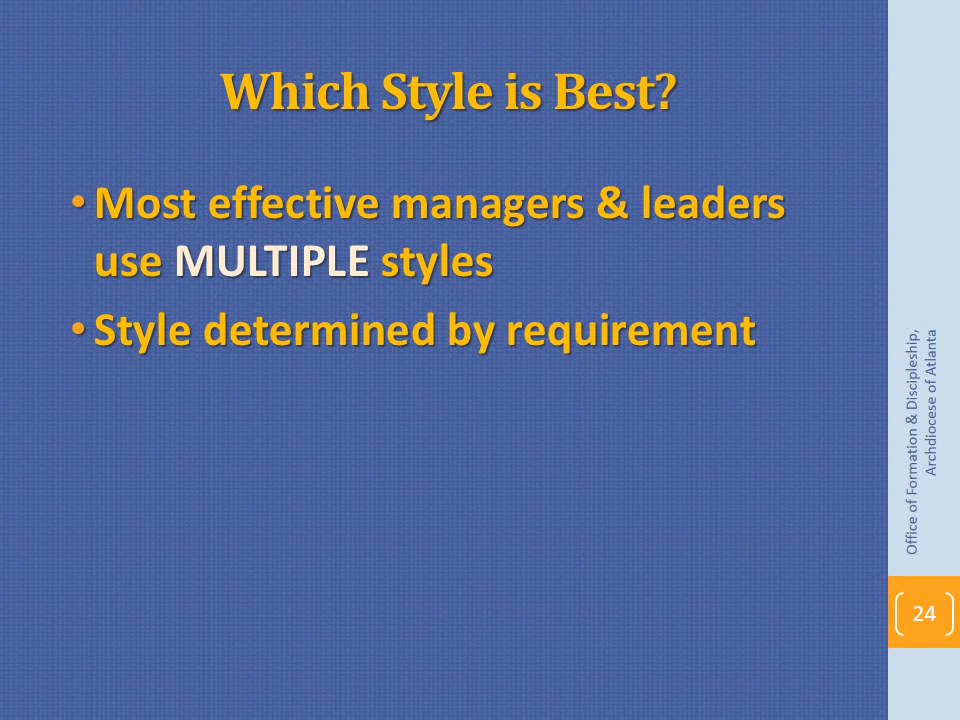 Which Style is Best?
• Most effective managers & leaders
use MULTIPLE styles
• Style determined by requirement
Office of Formation & Discipleship,
Archdiocese of Atlanta
24